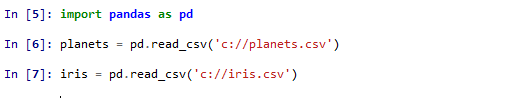 In [5]: import pandas as pd
In [6]: planets = pd.read_csv('c://planets.csv')
In [7]: iris = pd.read_csv('c://iris.csv')